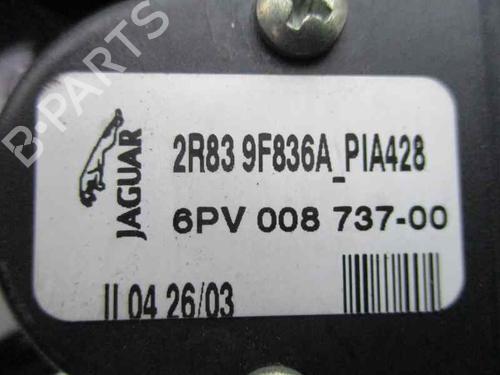 B-PARTS
JAGUAR
2R83 9F836A_PIA428
6PV 008 737-00
II 04 26/03